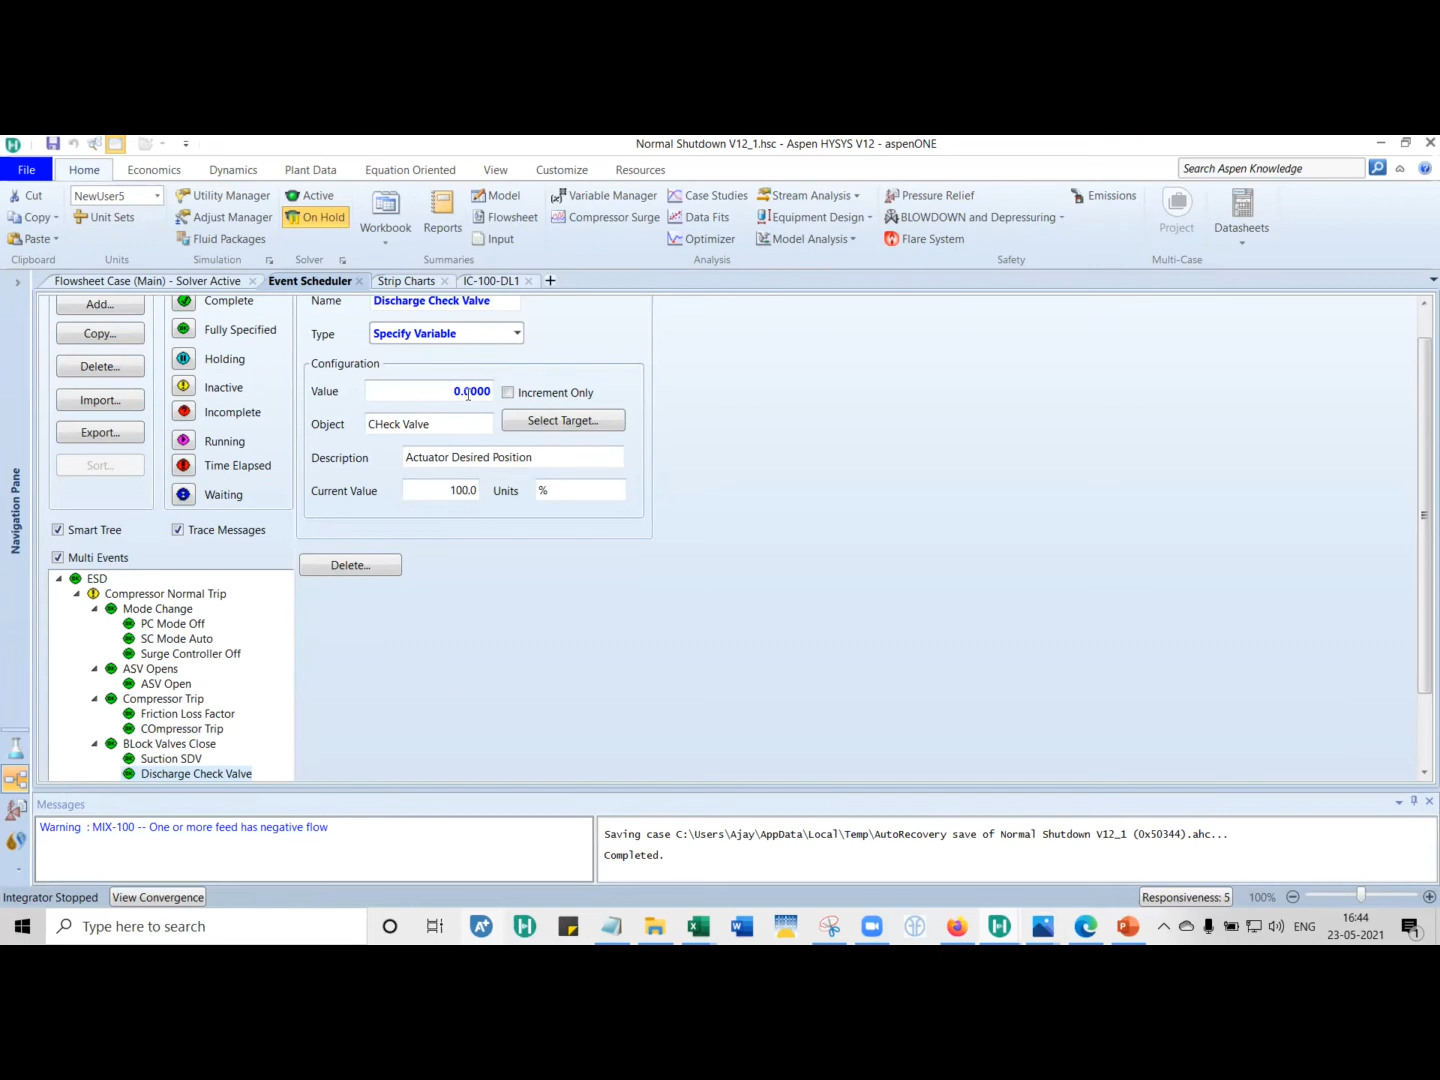 Normal Shutdown V12_1.hsc - Aspen HYSYS V12 - aspenONE
File
Home
Economics
Dynamics
Plant Data
Equation Oriented
View
Customize
Resources
Search Aspen Knowledge
Cut
Copy
Paste
Clipboard
NewUser5
Unit Sets
Units
Utility Manager
Adjust Manager
Fluid Packages
Simulation
Active
On Hold
Solver
Workbook
Reports
Model
Flowsheet
Input
Summaries
Variable Manager
Compressor Surge
Case Studies
Data Fits
Optimizer
Stream Analysis
Equipment Design
Model Analysis
Analysis
Pressure Relief
BLOWDOWN and Depressuring
Flare System
Safety
Emissions
Project
Datasheets
Multi-Case
Flowsheet Case (Main) - Solver Active
Event Scheduler
Strip Charts
IC-100-DL1
Navigation Pane
Add...
Copy...
Delete...
Import...
Export...
Sort...
Complete
Fully Specified
Holding
Inactive
Incomplete
Running
Time Elapsed
Waiting
Smart Tree
Trace Messages
Multi Events
Name Discharge Check Valve
Type Specify Variable
Configuration
Value 0.0000 Increment Only
Object CHeck Valve Select Target...
Description Actuator Desired Position
Current Value 100.0 Units %
Delete...
ESD
Compressor Normal Trip
Mode Change
PC Mode Off
SC Mode Auto
Surge Controller Off
ASV Opens
ASV Open
Compressor Trip
Friction Loss Factor
COmpressor Trip
BLock Valves Close
Suction SDV
Discharge Check Valve
Messages
Warning : MIX-100 -- One or more feed has negative flow
Saving case C:\Users\Ajay\AppData\Local\Temp\AutoRecovery save of Normal Shutdown V12_1 (0x50344).ahc...
Completed.
Integrator Stopped
View Convergence
Responsiveness: 5
100%
Type here to search
ENG
16:44
23-05-2021
1